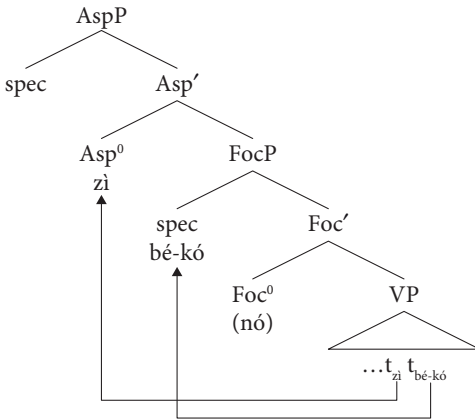 AspP
spec Asp′
Asp⁰ FocP
zì
spec Foc′
bé-kó
Foc⁰ VP
(nó)
…t_zì t_bé-kó